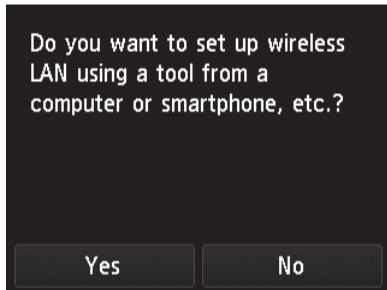 Do you want to set up wireless
LAN using a tool from a
computer or smartphone, etc.?
Yes
No